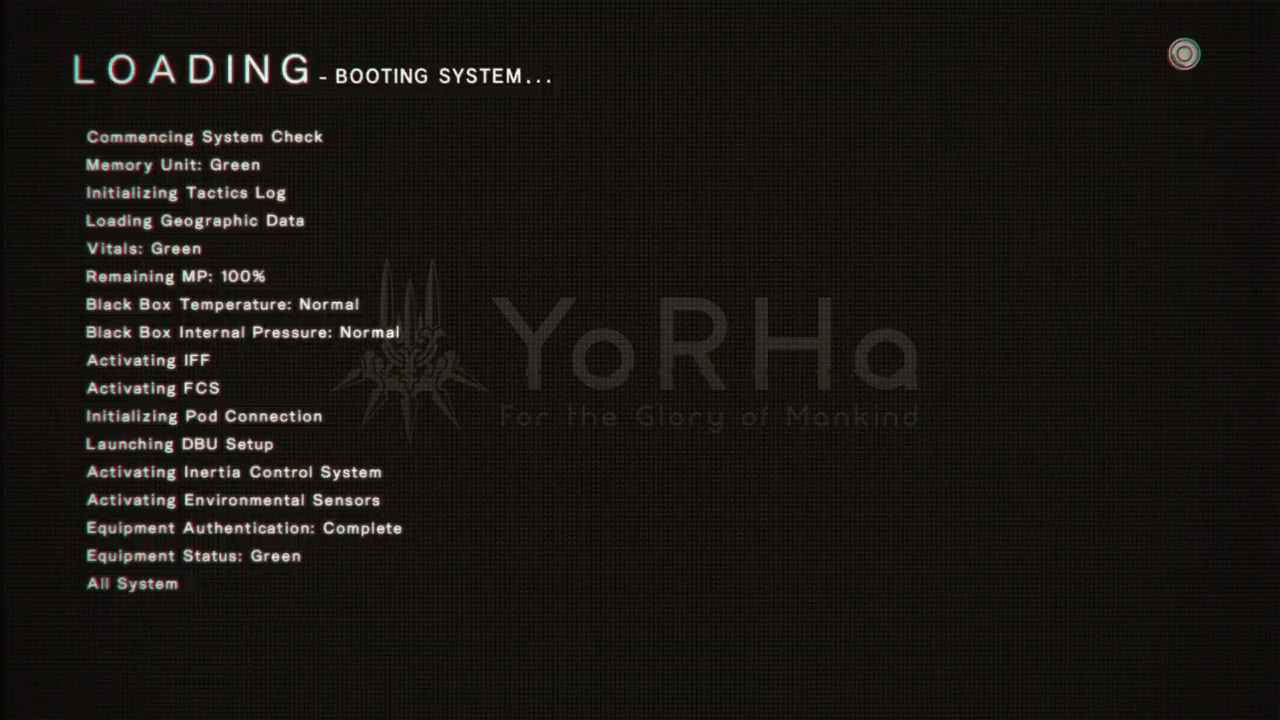 LOADING - BOOTING SYSTEM...
Commencing System Check
Memory Unit: Green
Initializing Tactics Log
Loading Geographic Data
Vitals: Green
Remaining MP: 100%
Black Box Temperature: Normal
Black Box Internal Pressure: Normal
Activating IFF
Activating FCS
Initializing Pod Connection
Launching DBU Setup
Activating Inertia Control System
Activating Environmental Sensors
Equipment Authentication: Complete
Equipment Status: Green
All System
YoRHa
For the Glory of Mankind